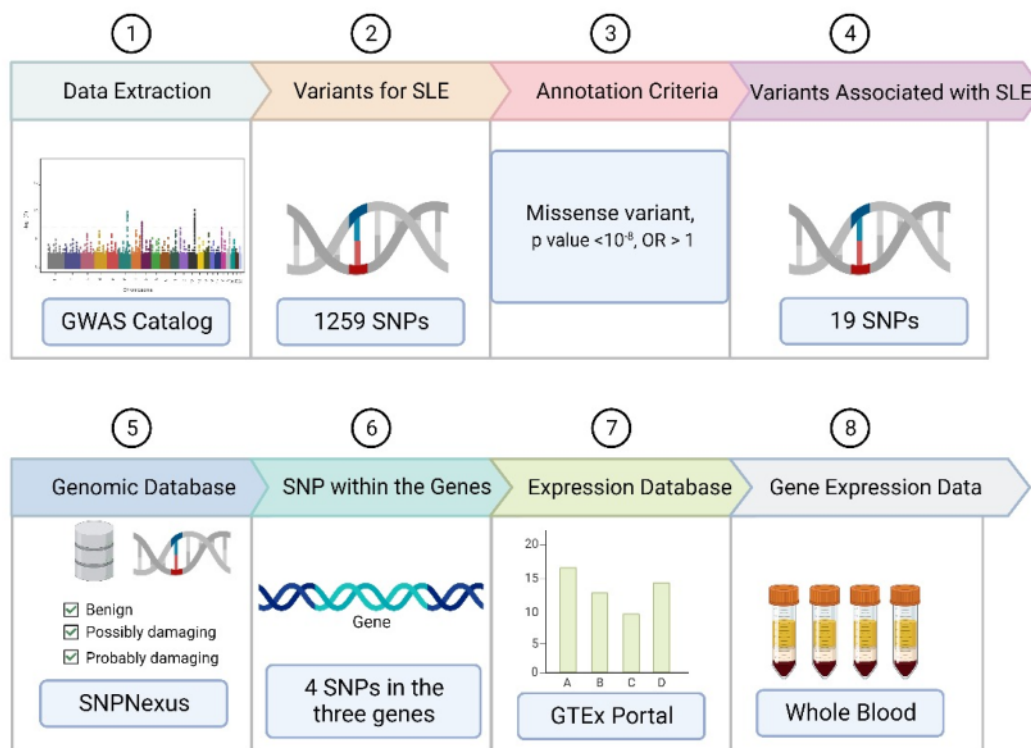 1
2
3
4
Data Extraction
Variants for SLE
Annotation Criteria
Variants Associated with SLE
Missense variant,
p value <10⁻⁸, OR > 1
GWAS Catalog
1259 SNPs
19 SNPs
5
6
7
8
Genomic Database
SNP within the Genes
Expression Database
Gene Expression Data
Benign
Possibly damaging
Probably damaging
SNPNexus
Gene
4 SNPs in the
three genes
20
15
10
5
0
A B C D
GTEx Portal
Whole Blood